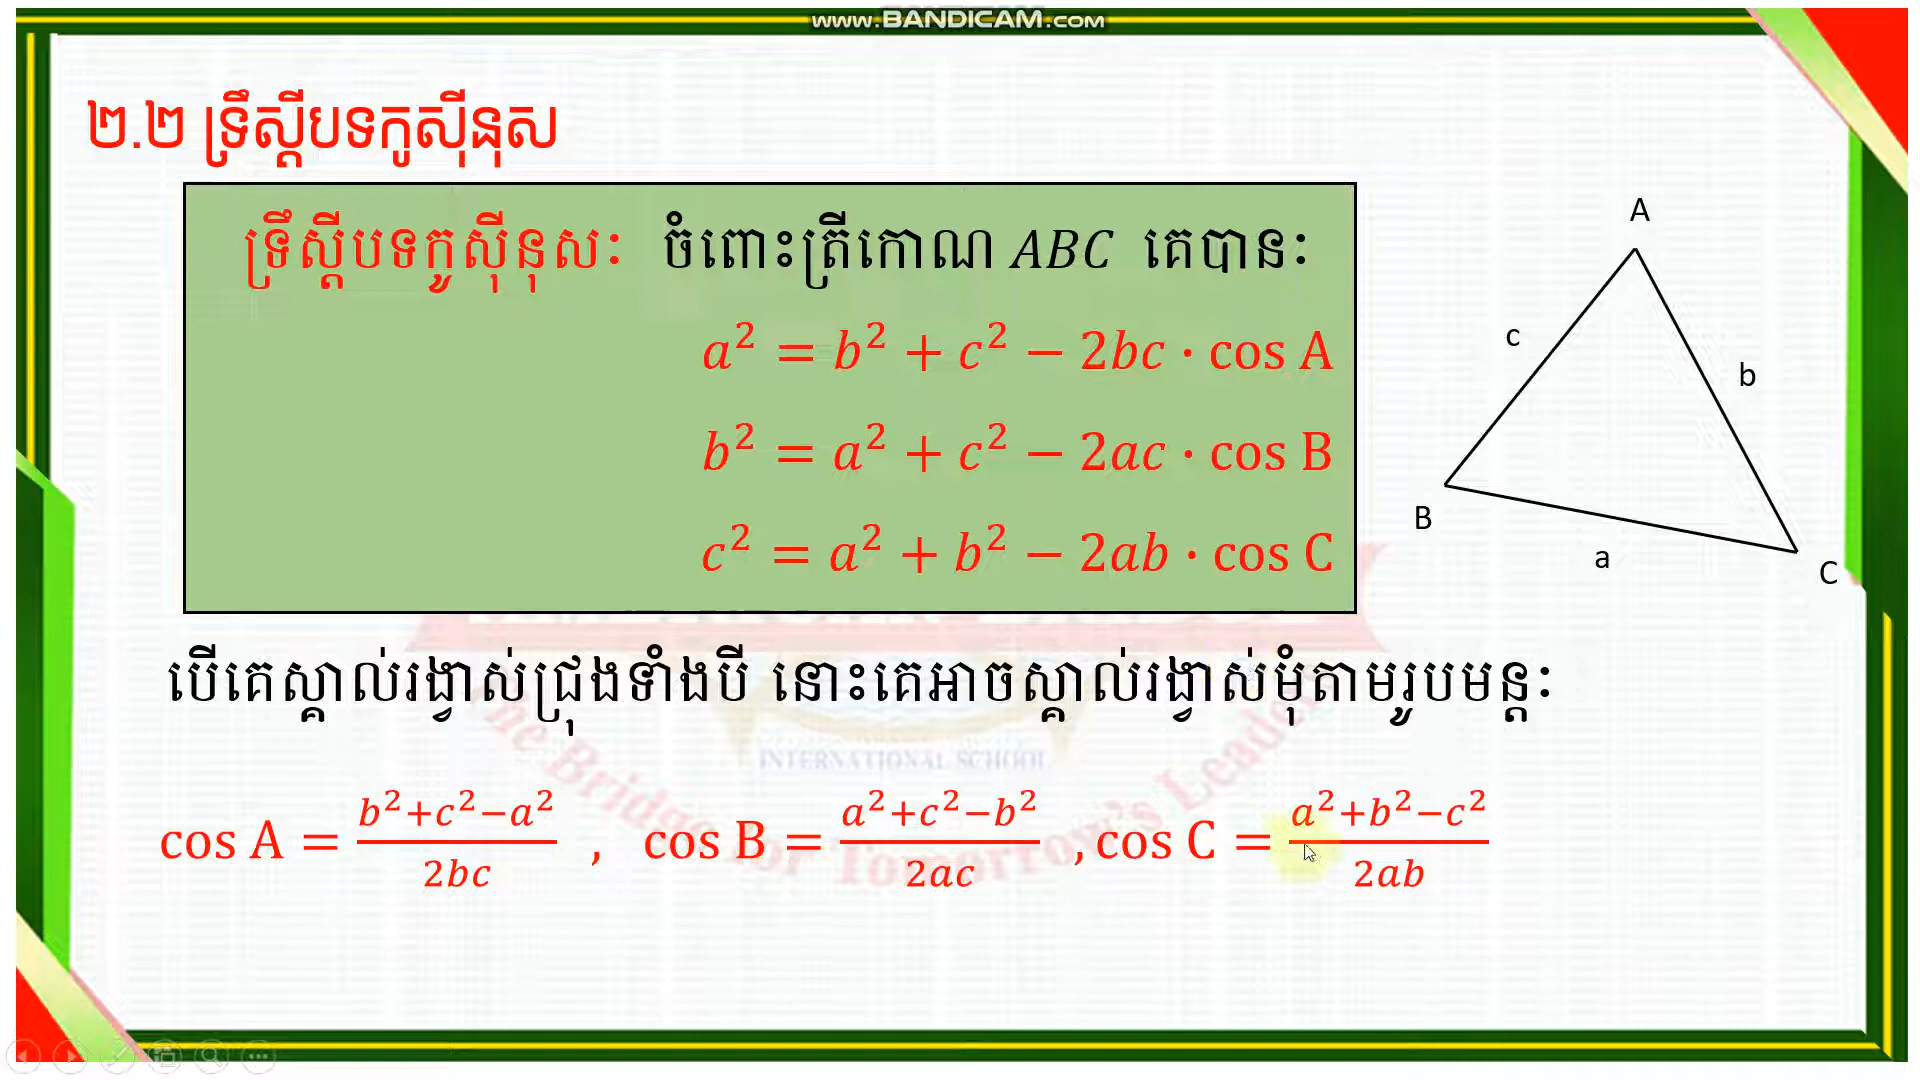 www.BANDICAM.com
២.២ ទ្រឹស្តីបទកូស៊ីនុស
ទ្រឹស្តីបទកូស៊ីនុសៈ ចំពោះត្រីកោណ ABC គេបានៈ
a² = b² + c² − 2bc · cos A
b² = a² + c² − 2ac · cos B
c² = a² + b² − 2ab · cos C
A
c
b
B
a
C
បើគេស្គាល់រង្វាស់ជ្រុងទាំងបី នោះគេអាចស្គាល់រង្វាស់មុំតាមរូបមន្តៈ
cos A = (b²+c²−a²)/(2bc) , cos B = (a²+c²−b²)/(2ac) , cos C = (a²+b²−c²)/(2ab)
INTERNATIONAL SCHOOL
The Bridge for Tomorrow's Leaders